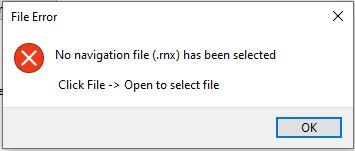 File Error
No navigation file (.rnx) has been selected
Click File -> Open to select file
OK